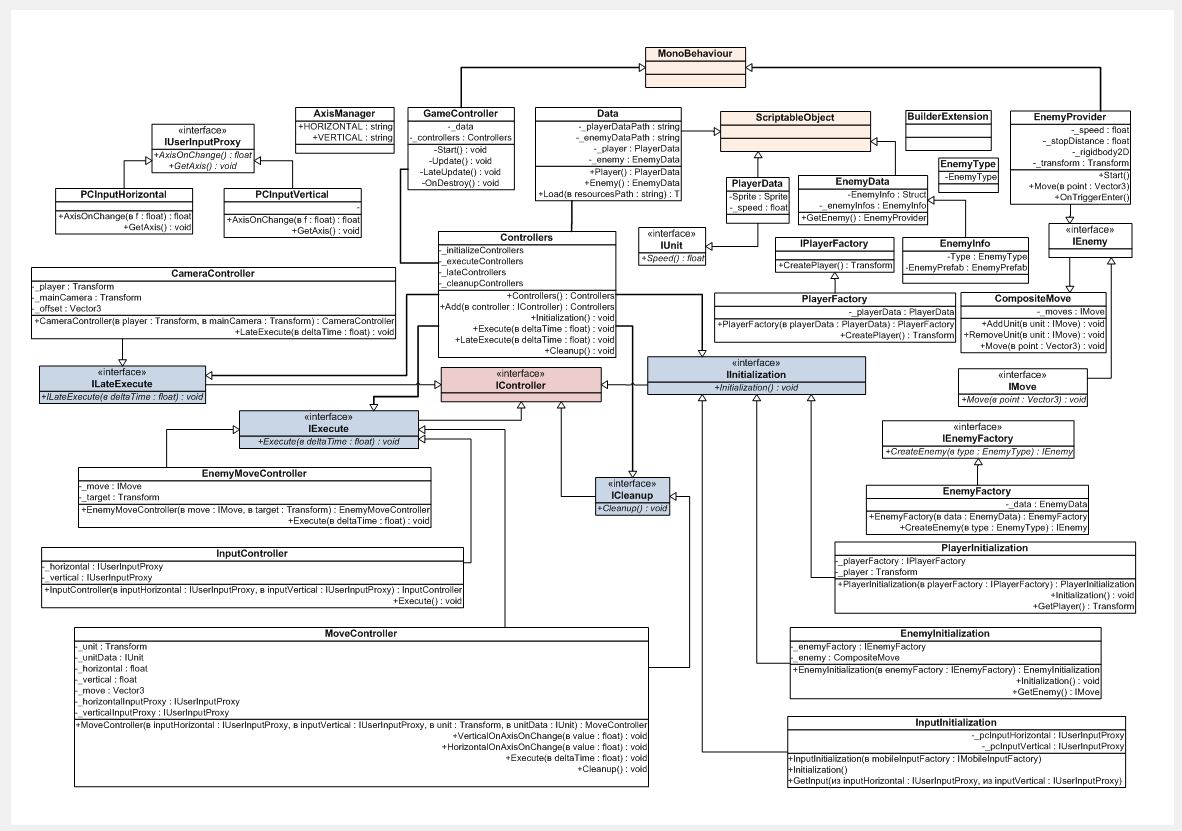 MonoBehaviour
AxisManager
+HORIZONTAL : string
+VERTICAL : string
GameController
-_data
-_controllers : Controllers
-Start() : void
-Update() : void
-LateUpdate() : void
-OnDestroy() : void
Data
-_playerDataPath : string
-_enemyDataPath : string
-_player : PlayerData
-_enemy : EnemyData
+Player() : PlayerData
+Enemy() : EnemyData
+Load(в resourcesPath : string) : T
ScriptableObject
BuilderExtension
EnemyProvider
-_speed : float
-_stopDistance : float
-_rigidbody2D
-_transform : Transform
+Start()
+Move(в point : Vector3)
+OnTriggerEnter()
«interface»
IUserInputProxy
+AxisOnChange() : float
+GetAxis() : void
EnemyType
-EnemyType
PCInputHorizontal
+AxisOnChange(в f : float) : float
+GetAxis() : void
PCInputVertical
-
+AxisOnChange(в f : float) : float
+GetAxis() : void
PlayerData
-Sprite : Sprite
-_speed : float
EnemyData
-EnemyInfo : Struct
-_enemyInfos : EnemyInfo
+GetEnemy() : EnemyProvider
«interface»
IUnit
+Speed() : float
IPlayerFactory
+CreatePlayer() : Transform
EnemyInfo
-Type : EnemyType
-EnemyPrefab : EnemyPrefab
«interface»
IEnemy
Controllers
-_initializeControllers
-_executeControllers
-_lateControllers
-_cleanupControllers
+Controllers() : Controllers
+Add(в controller : IController) : Controllers
+Initialization() : void
+Execute(в deltaTime : float) : void
+LateExecute(в deltaTime : float) : void
+Cleanup() : void
CameraController
-_player : Transform
-_mainCamera : Transform
-_offset : Vector3
+CameraController(в player : Transform, в mainCamera : Transform) : CameraController
+LateExecute(в deltaTime : float) : void
PlayerFactory
-_playerData : PlayerData
+PlayerFactory(в playerData : PlayerData) : PlayerFactory
+CreatePlayer() : Transform
CompositeMove
-_moves : IMove
+AddUnit(в unit : IMove) : void
+RemoveUnit(в unit : IMove) : void
+Move(в point : Vector3) : void
«interface»
ILateExecute
+ILateExecute(в deltaTime : float) : void
«interface»
IController
«interface»
IInitialization
+Initialization() : void
«interface»
IMove
+Move(в point : Vector3) : void
«interface»
IExecute
+Execute(в deltaTime : float) : void
«interface»
IEnemyFactory
+CreateEnemy(в type : EnemyType) : IEnemy
EnemyMoveController
-_move : IMove
-_target : Transform
+EnemyMoveController(в move : IMove, в target : Transform) : EnemyMoveController
+Execute(в deltaTime : float) : void
«interface»
ICleanup
+Cleanup() : void
EnemyFactory
-_data : EnemyData
+EnemyFactory(в data : EnemyData) : EnemyFactory
+CreateEnemy(в type : EnemyType) : IEnemy
InputController
-_horizontal : IUserInputProxy
-_vertical : IUserInputProxy
+InputController(в inputHorizontal : IUserInputProxy, в inputVertical : IUserInputProxy) : InputController
+Execute() : void
PlayerInitialization
-_playerFactory : IPlayerFactory
-_player : Transform
+PlayerInitialization(в playerFactory : IPlayerFactory) : PlayerInitialization
+Initialization() : void
+GetPlayer() : Transform
MoveController
-_unit : Transform
-_unitData : IUnit
-_horizontal : float
-_vertical : float
-_move : Vector3
-_horizontalInputProxy : IUserInputProxy
-_verticalInputProxy : IUserInputProxy
+MoveController(в inputHorizontal : IUserInputProxy, в inputVertical : IUserInputProxy, в unit : Transform, в unitData : IUnit) : MoveController
+VerticalOnAxisOnChange(в value : float) : void
+HorizontalOnAxisOnChange(в value : float) : void
+Execute(в deltaTime : float) : void
+Cleanup() : void
EnemyInitialization
-_enemyFactory : IEnemyFactory
-_enemy : CompositeMove
+EnemyInitialization(в enemyFactory : IEnemyFactory) : EnemyInitialization
+Initialization() : void
+GetEnemy() : IMove
InputInitialization
-_pcInputHorizontal : IUserInputProxy
-_pcInputVertical : IUserInputProxy
+InputInitialization(в mobileInputFactory : IMobileInputFactory)
+Initialization()
+GetInput(из inputHorizontal : IUserInputProxy, из inputVertical : IUserInputProxy)